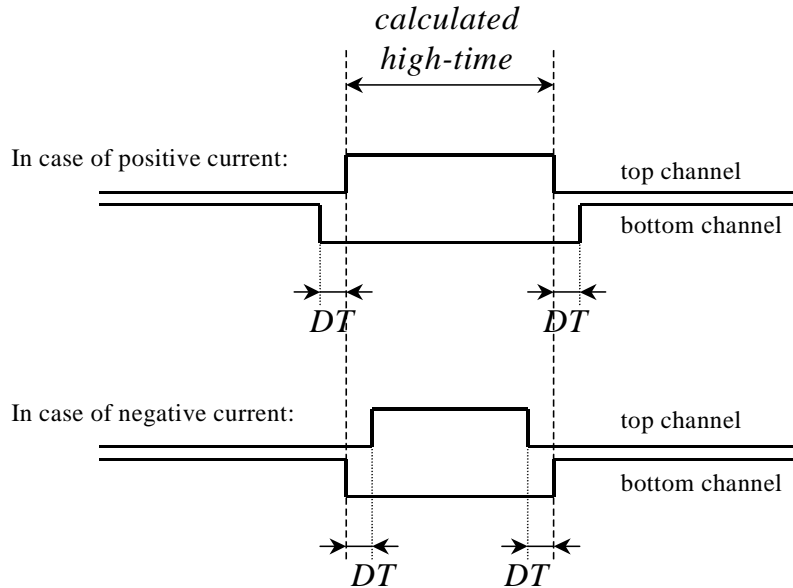 calculated
high-time
In case of positive current:
top channel
bottom channel
DT
DT
In case of negative current:
top channel
bottom channel
DT
DT